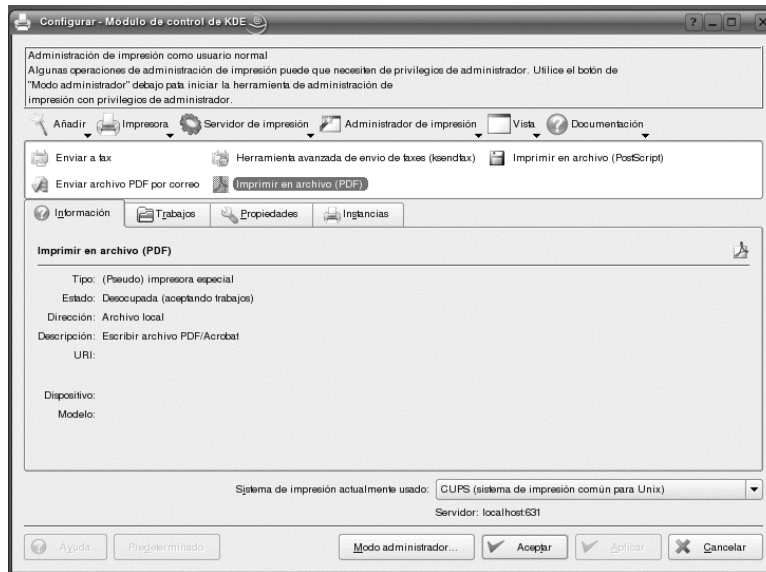 Configurar - Módulo de control de KDE
Administración de impresión como usuario normal
Algunas operaciones de administración de impresión puede que necesiten de privilegios de administrador. Utilice el botón de
"Modo administrador" debajo pata iniciar la herramienta de administración de
impresión con privilegios de administrador.
Añadir Impresora Servidor de impresión Administrador de impresión Vista Documentación
Enviar a fax Herramienta avanzada de envio de faxes (ksendfax) Imprimir en archivo (PostScript)
Enviar archivo PDF por correo Imprimir en archivo (PDF)
Información Trabajos Propiedades Instancias
Imprimir en archivo (PDF)
Tipo: (Pseudo) impresora especial
Estado: Desocupada (aceptando trabajos)
Dirección: Archivo local
Descripción: Escribir archivo PDF/Acrobat
URI:
Dispositivo:
Modelo:
Sistema de impresión actualmente usado: CUPS (sistema de impresión común para Unix)
Servidor: localhost:631
Ayuda Predeterminado Modo administrador... Aceptar Aplicar Cancelar